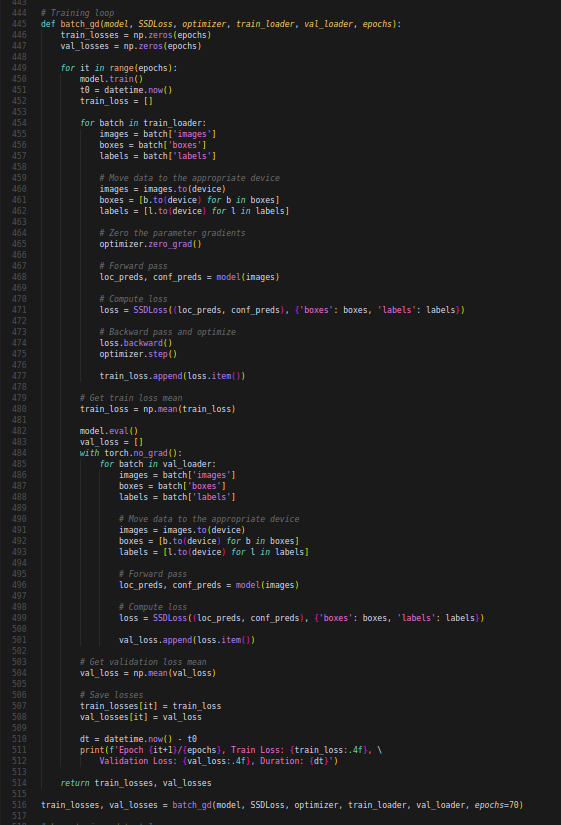 443
444 # Training loop
445 def batch_gd(model, SSDLoss, optimizer, train_loader, val_loader, epochs):
446     train_losses = np.zeros(epochs)
447     val_losses = np.zeros(epochs)
448
449     for it in range(epochs):
450         model.train()
451         t0 = datetime.now()
452         train_loss = []
453
454         for batch in train_loader:
455             images = batch['images']
456             boxes = batch['boxes']
457             labels = batch['labels']
458
459             # Move data to the appropriate device
460             images = images.to(device)
461             boxes = [b.to(device) for b in boxes]
462             labels = [l.to(device) for l in labels]
463
464             # Zero the parameter gradients
465             optimizer.zero_grad()
466
467             # Forward pass
468             loc_preds, conf_preds = model(images)
469
470             # Compute loss
471             loss = SSDLoss((loc_preds, conf_preds), {'boxes': boxes, 'labels': labels})
472
473             # Backward pass and optimize
474             loss.backward()
475             optimizer.step()
476
477             train_loss.append(loss.item())
478
479         # Get train loss mean
480         train_loss = np.mean(train_loss)
481
482         model.eval()
483         val_loss = []
484         with torch.no_grad():
485             for batch in val_loader:
486                 images = batch['images']
487                 boxes = batch['boxes']
488                 labels = batch['labels']
489
490                 # Move data to the appropriate device
491                 images = images.to(device)
492                 boxes = [b.to(device) for b in boxes]
493                 labels = [l.to(device) for l in labels]
494
495                 # Forward pass
496                 loc_preds, conf_preds = model(images)
497
498                 # Compute loss
499                 loss = SSDLoss((loc_preds, conf_preds), {'boxes': boxes, 'labels': labels})
500
501                 val_loss.append(loss.item())
502
503         # Get validation loss mean
504         val_loss = np.mean(val_loss)
505
506         # Save losses
507         train_losses[it] = train_loss
508         val_losses[it] = val_loss
509
510         dt = datetime.now() - t0
511         print(f'Epoch {it+1}/{epochs}, Train Loss: {train_loss:.4f}, \
512             Validation Loss: {val_loss:.4f}, Duration: {dt}')
513
514     return train_losses, val_losses
515
516 train_losses, val_losses = batch_gd(model, SSDLoss, optimizer, train_loader, val_loader, epochs=70)
517